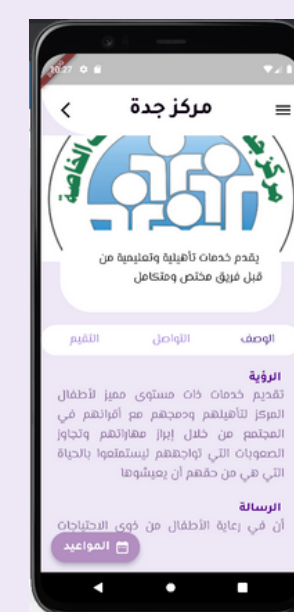 10:27
مركز جدة
مركز ج
الخاصة
يقدم خدمات تأهيلية وتعليمية من
قبل فريق مختص ومتكامل
الوصف التواصل التقيم
الرؤية
تقديم خدمات ذات مستوى مميز لأطفال
المركز لتأهيلهم ودمجهم مع أقرانهم في
المجتمع من خلال إبراز مهاراتهم وتجاوز
الصعوبات التي تواجههم ليستمتعوا بالحياة
التي هي من حقهم أن يعيشوها
الرسالة
أن في رعاية الأطفال من ذوي الاحتياجات
المواعيد